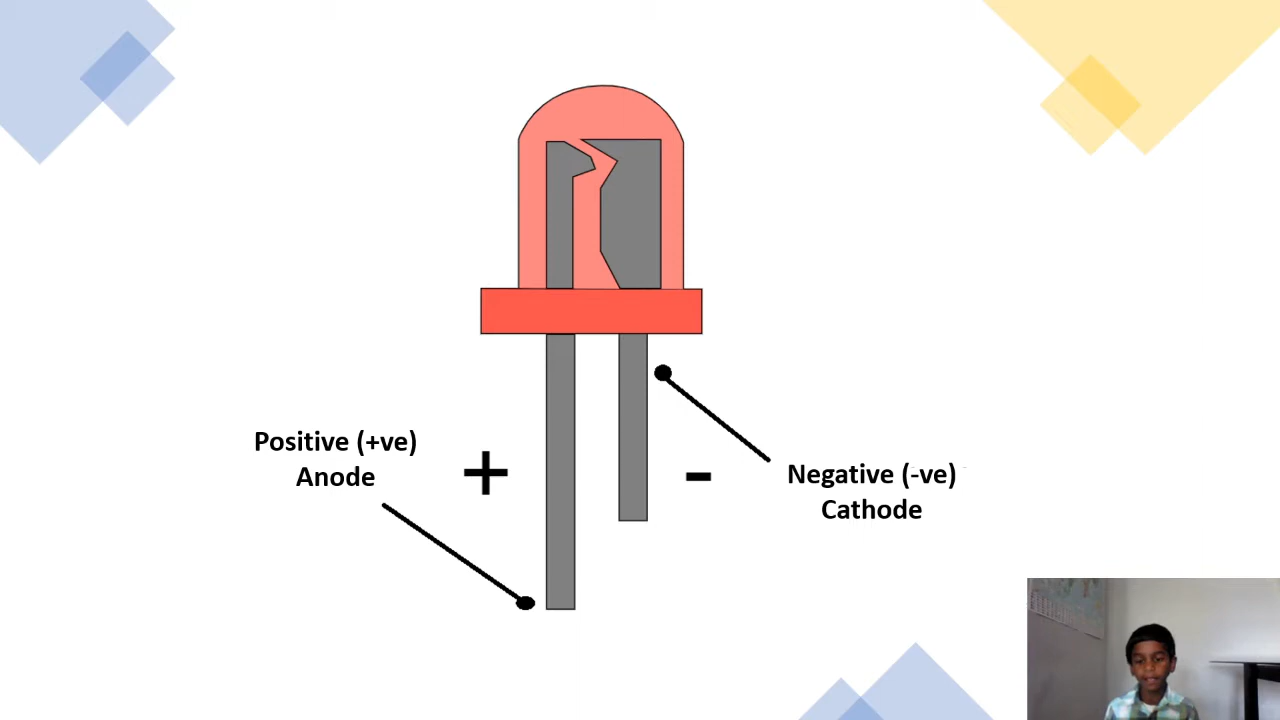 Positive (+ve)
Anode
+
-
Negative (-ve)
Cathode